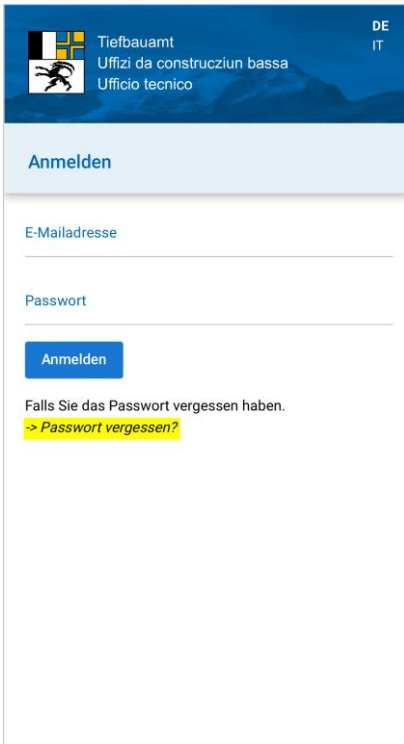 Tiefbauamt
Uffizi da construcziun bassa
Ufficio tecnico
DE
IT
Anmelden
E-Mailadresse
Passwort
Anmelden
Falls Sie das Passwort vergessen haben.
-> Passwort vergessen?